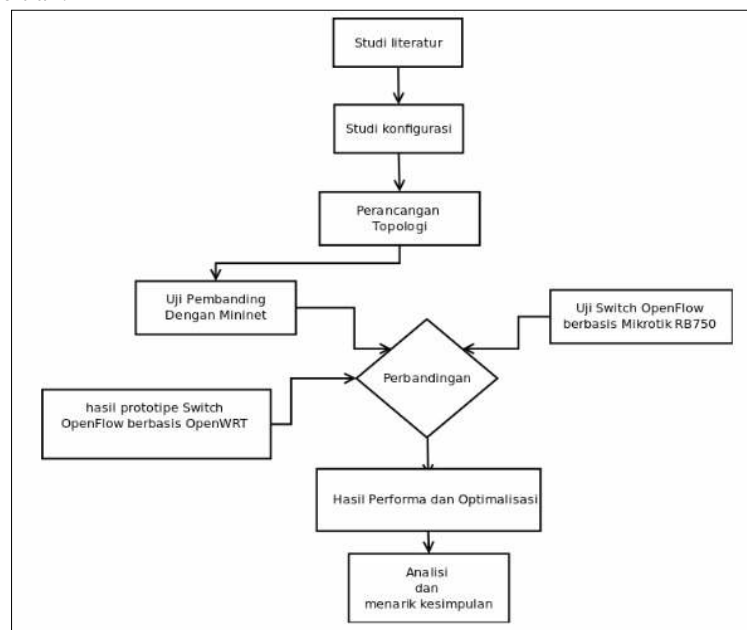 Studi literatur
Studi konfigurasi
Perancangan
Topologi
Uji Pembanding
Dengan Mininet
Uji Switch OpenFlow
berbasis Mikrotik RB750
Perbandingan
hasil prototipe Switch
OpenFlow berbasis OpenWRT
Hasil Performa dan Optimalisasi
Analisi
dan
menarik kesimpulan